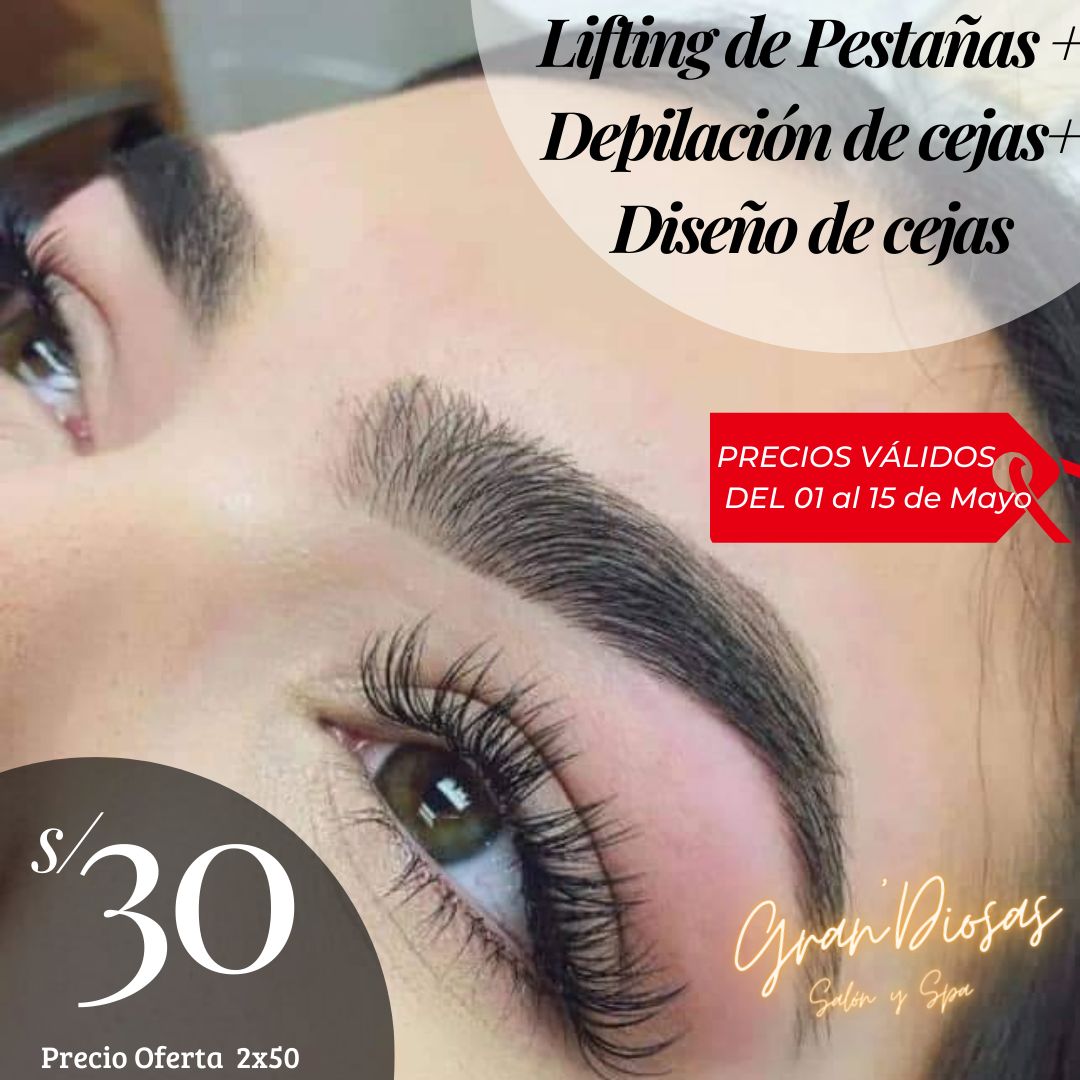 Lifting de Pestañas +
Depilación de cejas+
Diseño de cejas
PRECIOS VÁLIDOS
DEL 01 al 15 de Mayo
s/30
Precio Oferta 2x50
Gran'Diosas
Salón y Spa